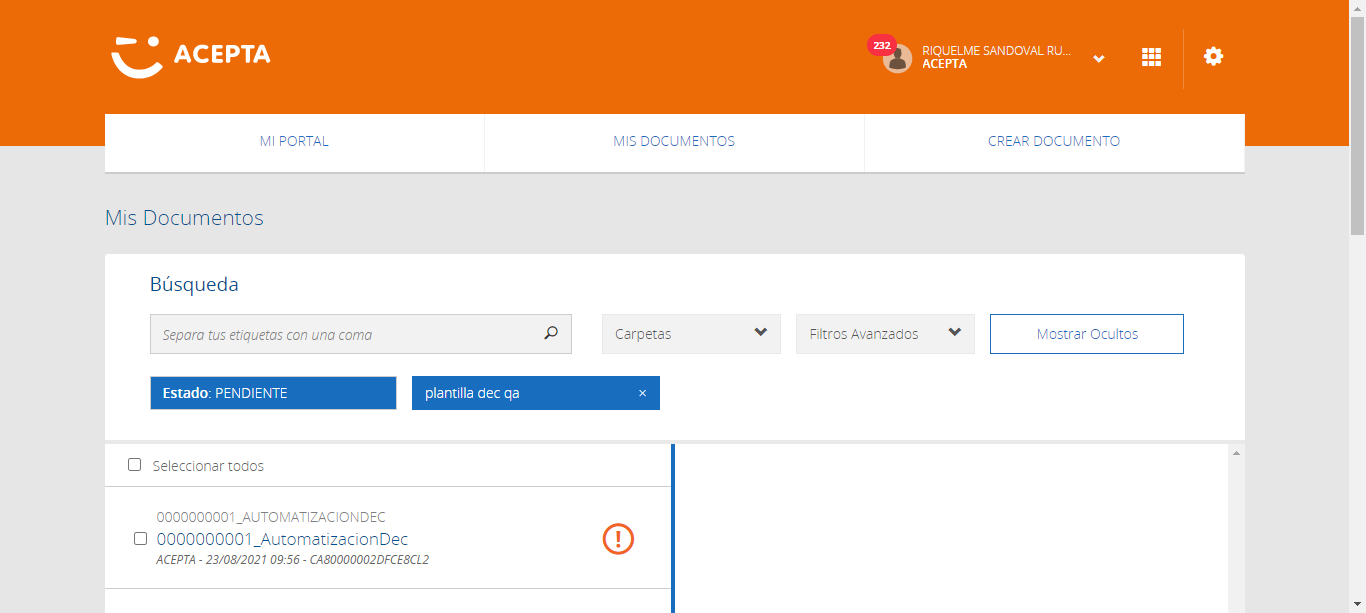 ACEPTA
232
RIQUELME SANDOVAL RU...
ACEPTA
MI PORTAL
MIS DOCUMENTOS
CREAR DOCUMENTO
Mis Documentos
Búsqueda
Separa tus etiquetas con una coma
Carpetas
Filtros Avanzados
Mostrar Ocultos
Estado: PENDIENTE
plantilla dec qa ×
Seleccionar todos
0000000001_AUTOMATIZACIONDEC
0000000001_AutomatizacionDec
ACEPTA - 23/08/2021 09:56 - CA80000002DFCE8CL2